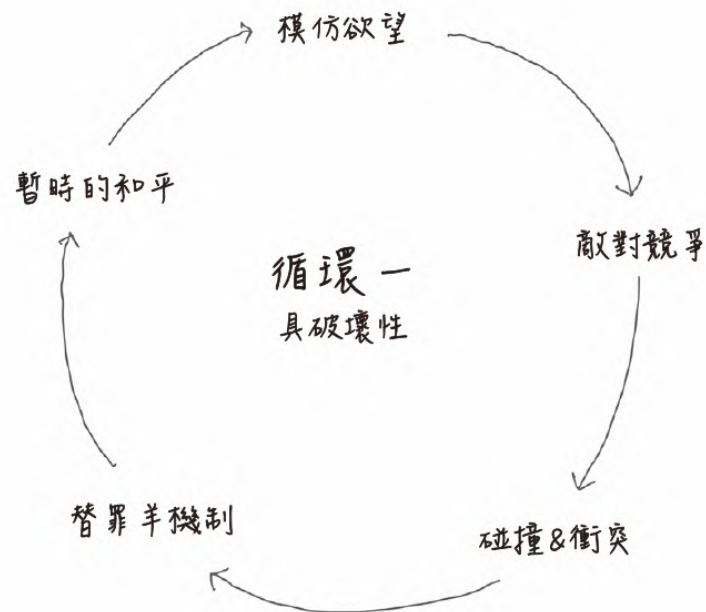 模仿欲望
敵對競爭
碰撞&衝突
替罪羊機制
暫時的和平
循環一
具破壞性